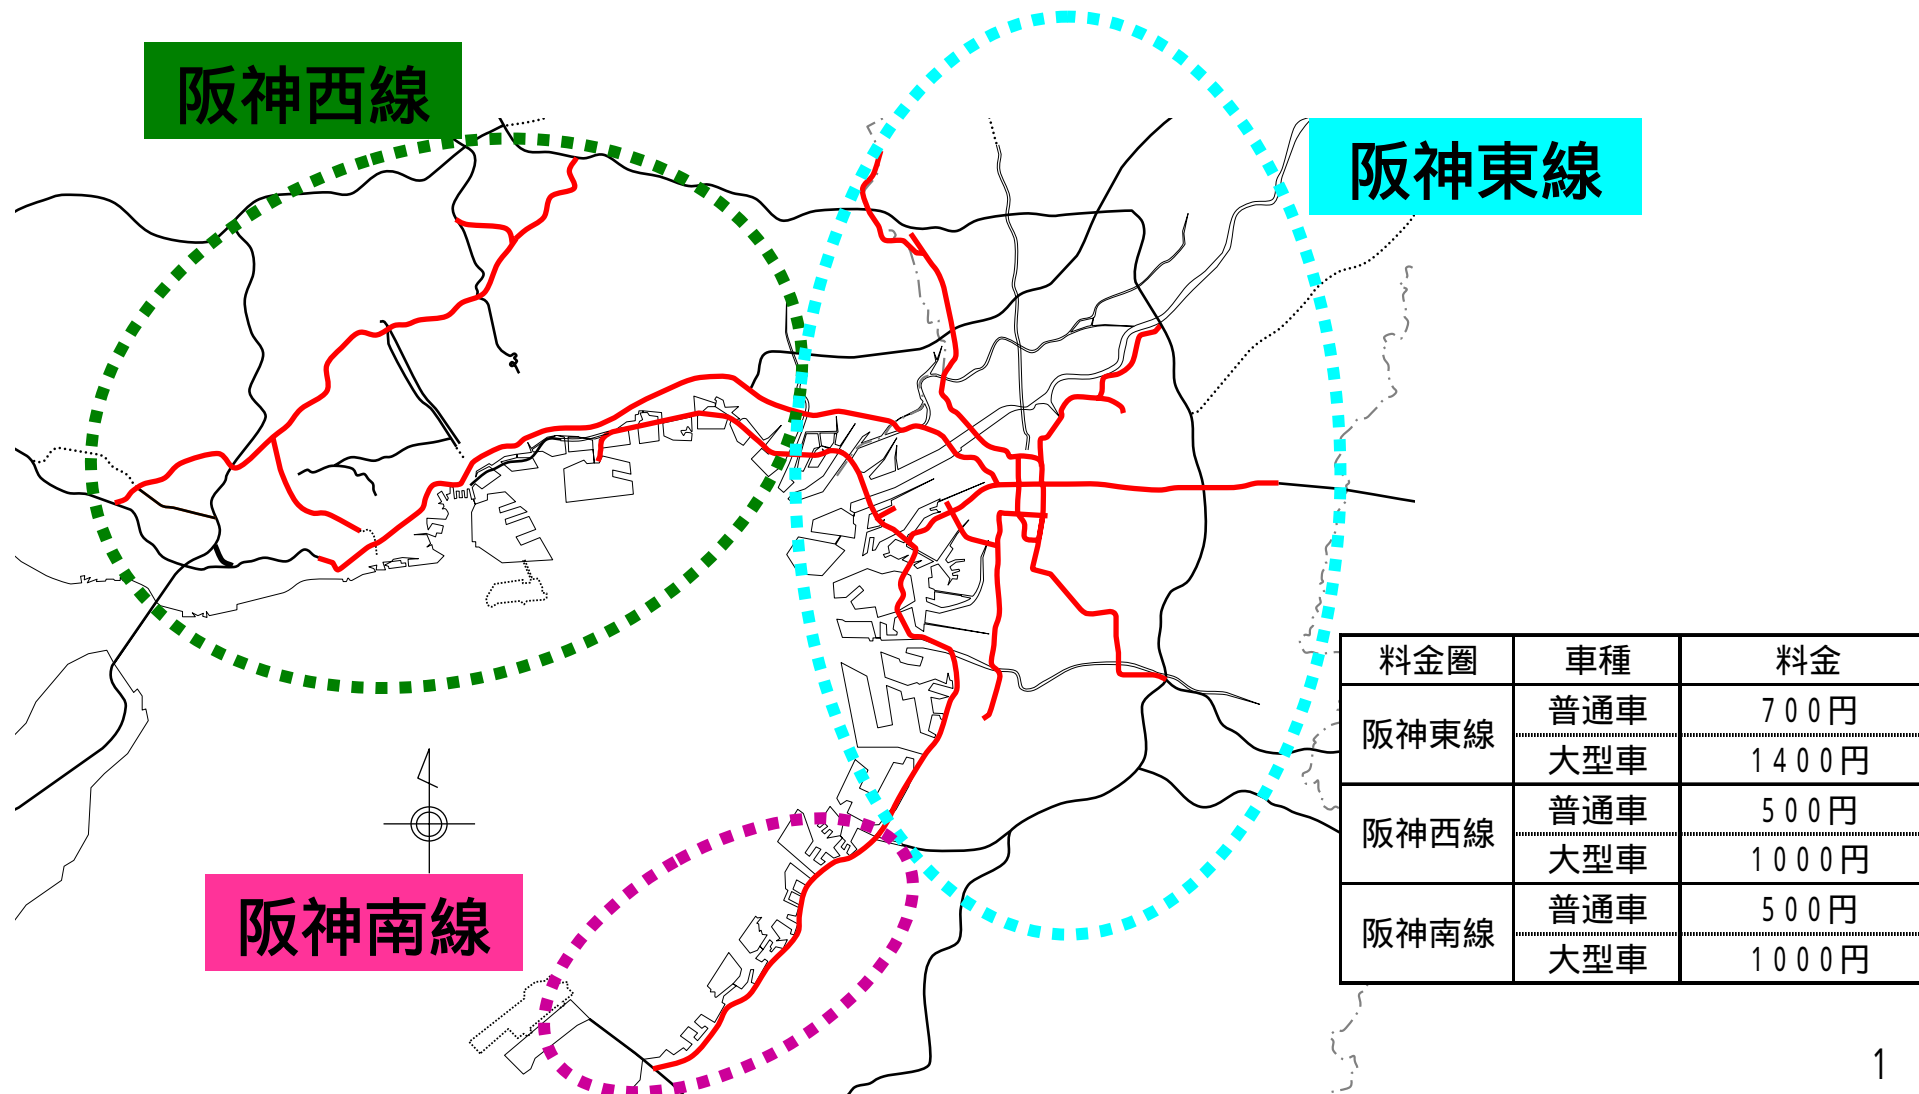 阪神西線
阪神東線
阪神南線
料金圏 車種 料金
阪神東線 普通車 700円
大型車 1400円
阪神西線 普通車 500円
大型車 1000円
阪神南線 普通車 500円
大型車 1000円
1